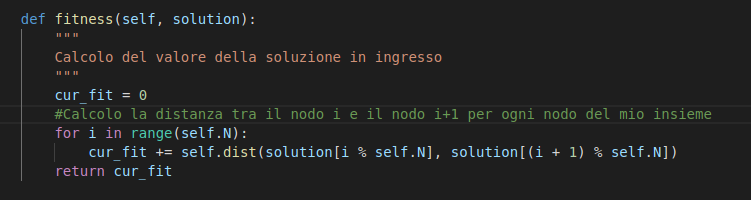 def fitness(self, solution):
    """
    Calcolo del valore della soluzione in ingresso
    """
    cur_fit = 0
    #Calcolo la distanza tra il nodo i e il nodo i+1 per ogni nodo del mio insieme
    for i in range(self.N):
        cur_fit += self.dist(solution[i % self.N], solution[(i + 1) % self.N])
    return cur_fit